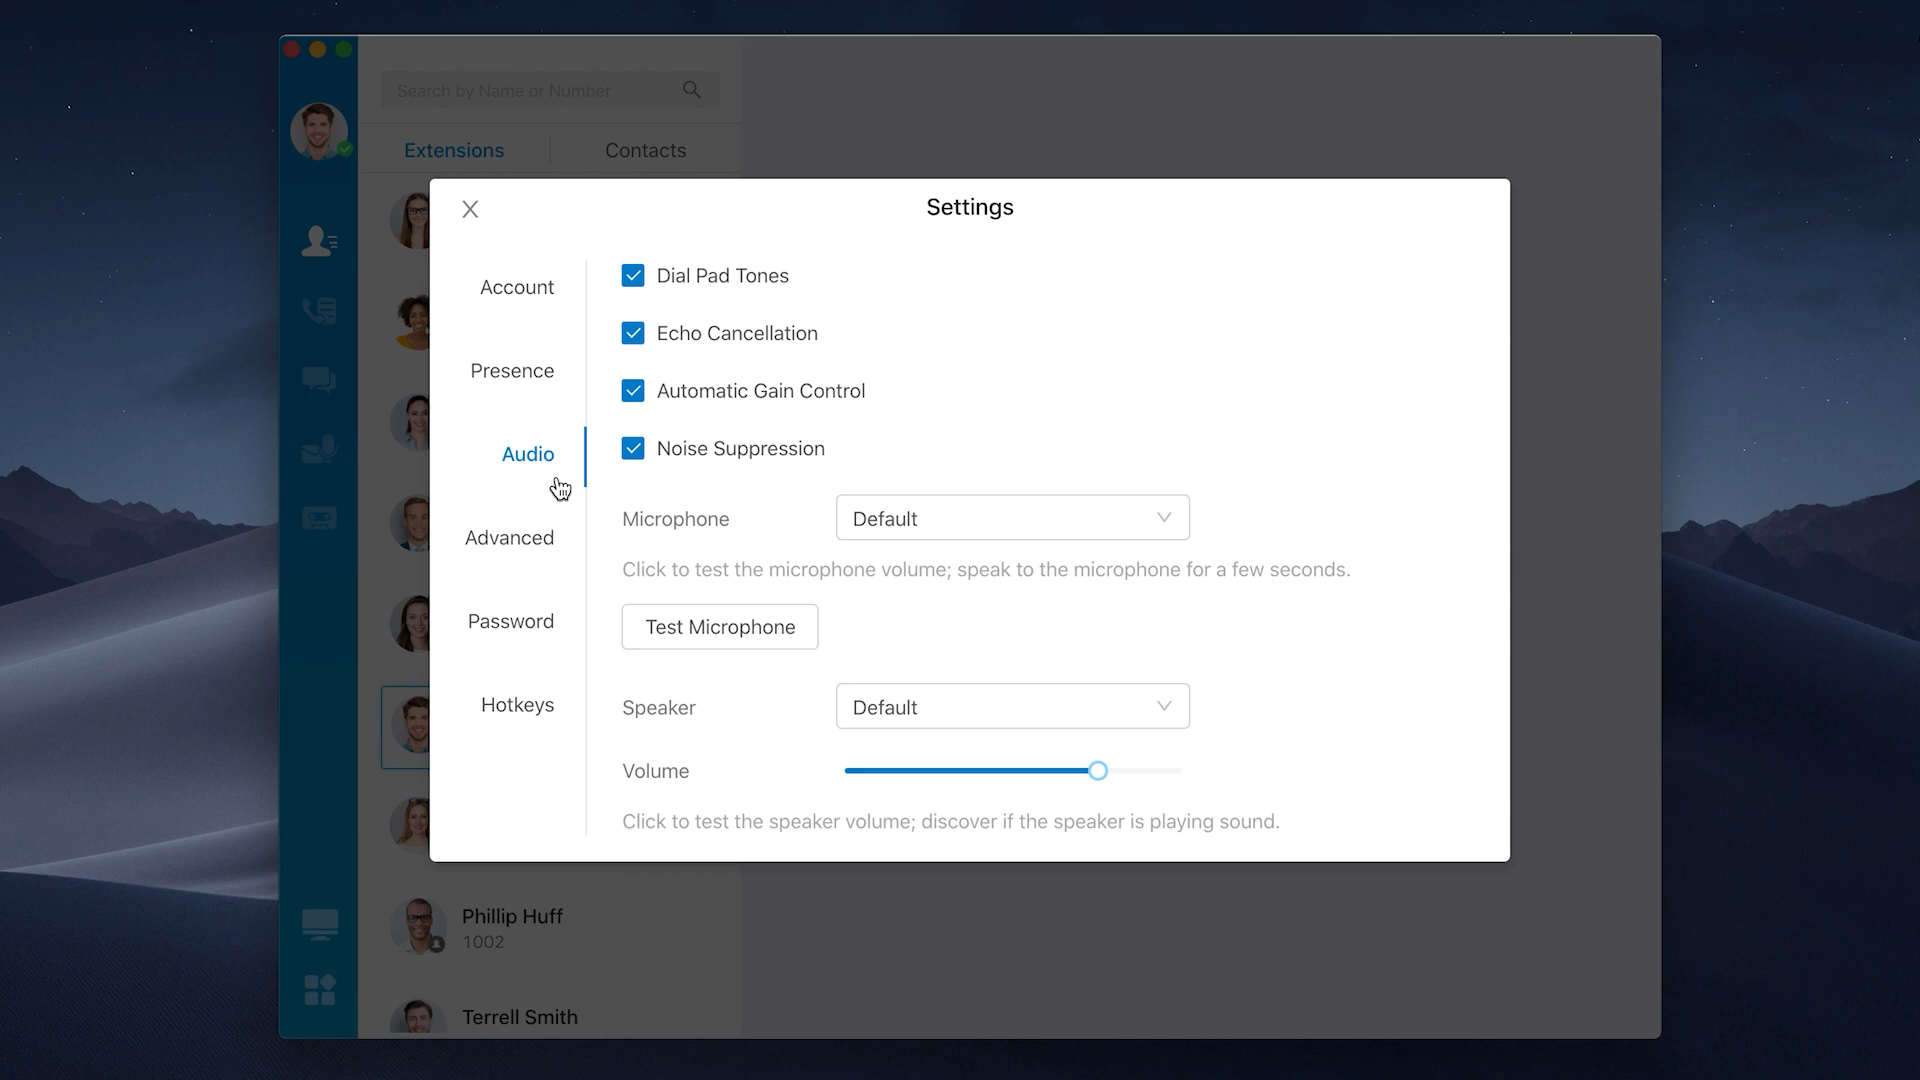 Search by Name or Number
Extensions
Contacts
Settings
Account
Presence
Audio
Advanced
Password
Hotkeys
Dial Pad Tones
Echo Cancellation
Automatic Gain Control
Noise Suppression
Microphone
Default
Click to test the microphone volume; speak to the microphone for a few seconds.
Test Microphone
Speaker
Default
Volume
Click to test the speaker volume; discover if the speaker is playing sound.
Phillip Huff
1002
Terrell Smith